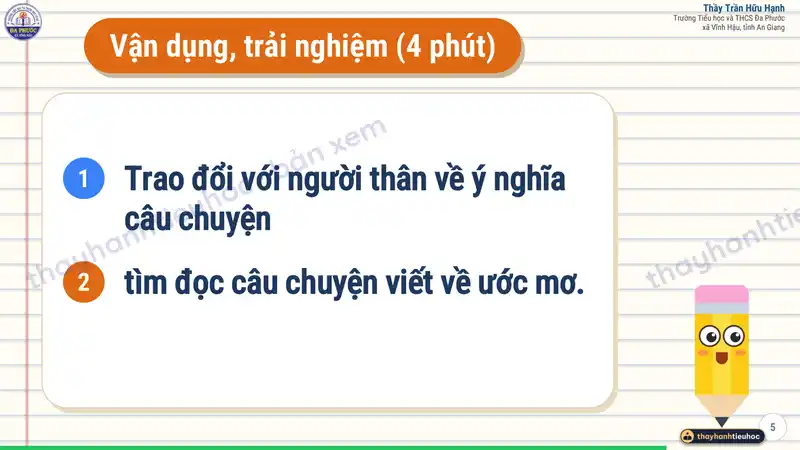 Thầy Trần Hữu Hạnh
Trường Tiểu học và THCS Đa Phước
xã Vĩnh Hậu, tỉnh An Giang
ĐA PHƯỚC
Vận dụng, trải nghiệm (4 phút)
1
Trao đổi với người thân về ý nghĩa
câu chuyện
2
tìm đọc câu chuyện viết về ước mơ.
thayhanhtieuhoc
5